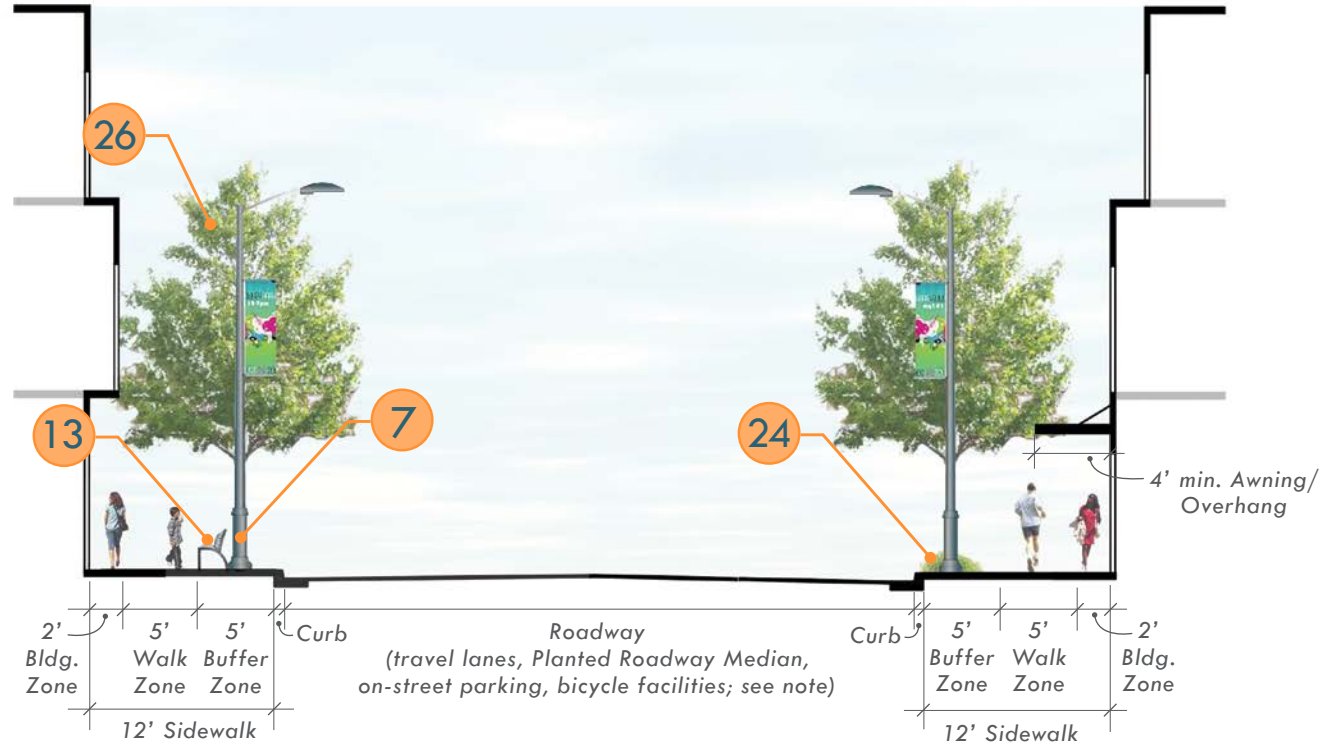 26
13
7
24
4’ min. Awning/
Overhang
2’
Bldg.
Zone
5’
Walk
Zone
5’
Buffer
Zone
Curb
Roadway
(travel lanes, Planted Roadway Median,
on-street parking, bicycle facilities; see note)
Curb
5’
Buffer
Zone
5’
Walk
Zone
2’
Bldg.
Zone
12’ Sidewalk
12’ Sidewalk